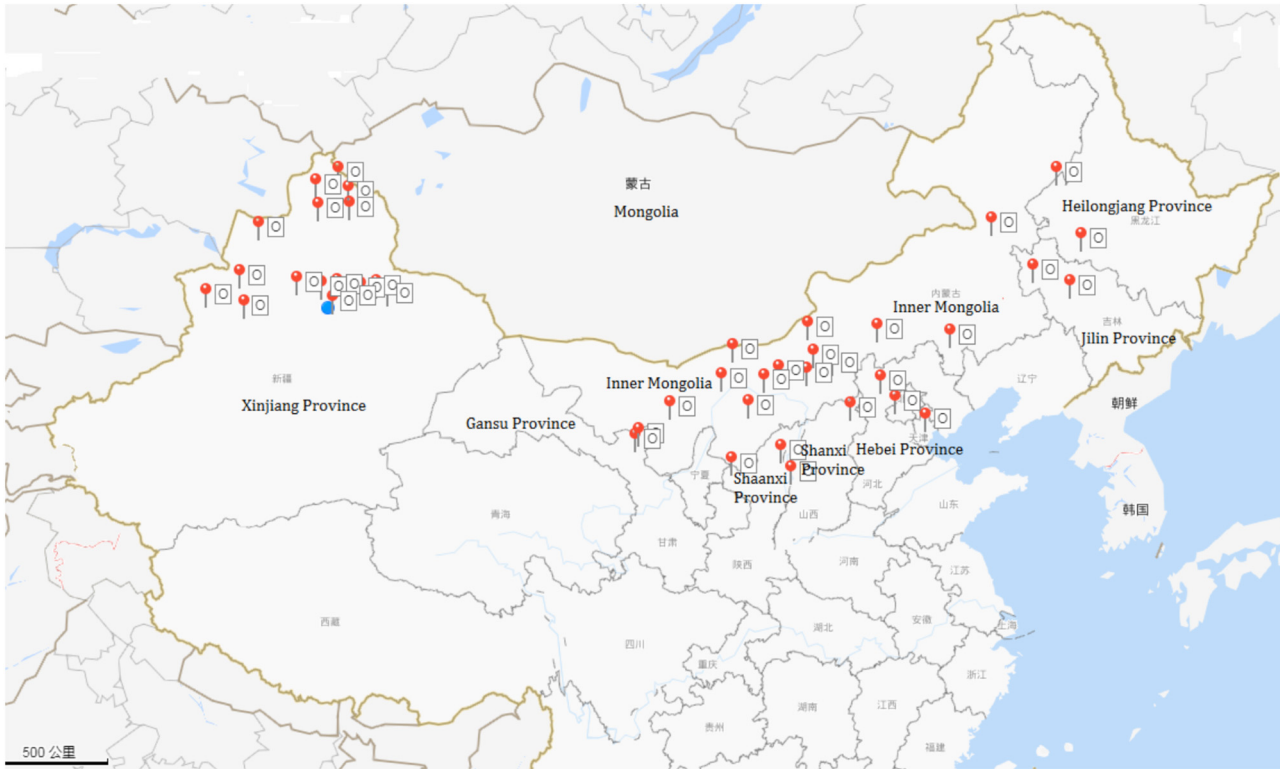 蒙古
Mongolia
Heilongjang Province
黑龙江
内蒙古
Inner Mongolia
吉林
Jilin Province
新疆
Xinjiang Province
Inner Mongolia
辽宁
朝鲜
Gansu Province
天津
Hebei Province
Shanxi
Province
宁夏
Shaanxi
Province
河北
青海
山西
山东
韩国
甘肃
陕西
河南
江苏
西藏
四川
湖北
安徽
上海
重庆
浙江
贵州
湖南
江西
福建
500 公里